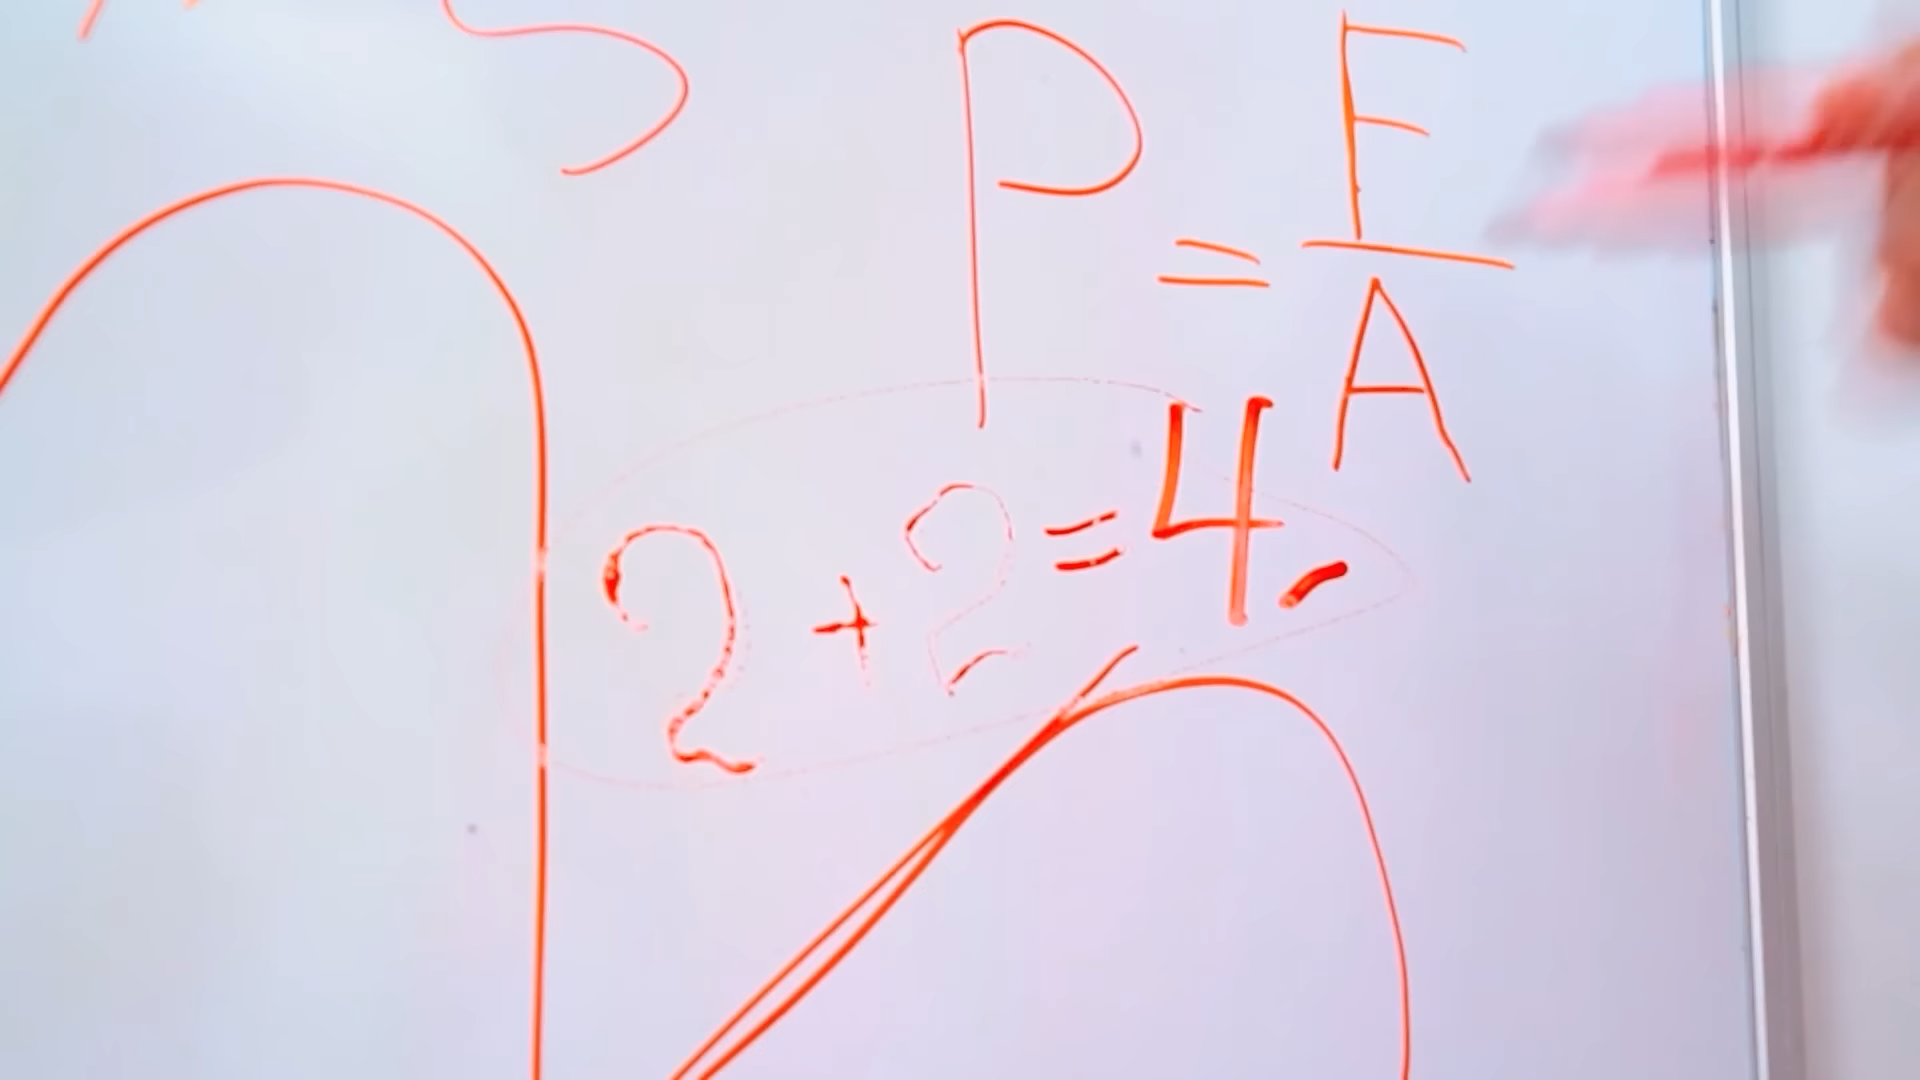 P = F/A
2 + 2 = 4.